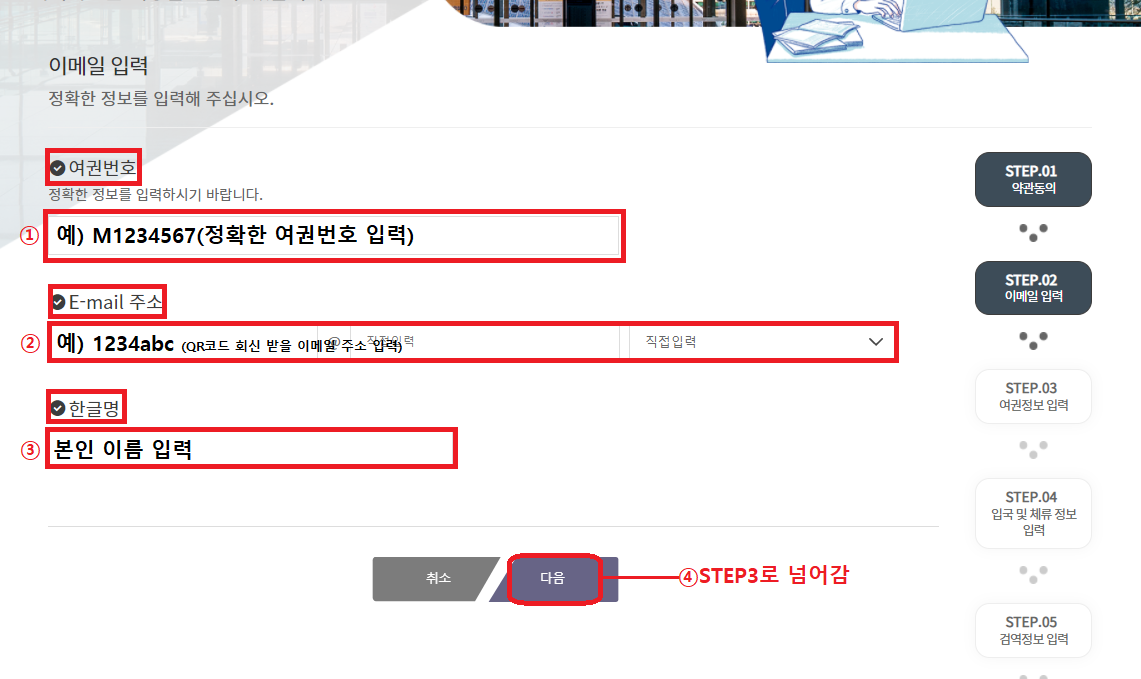 이메일 입력
정확한 정보를 입력해 주십시오.
여권번호
정확한 정보를 입력하시기 바랍니다.
① 예) M1234567(정확한 여권번호 입력)
E-mail 주소
② 예) 1234abc (QR코드 회신 받을 이메일 주소 입력) @ 직접입력 직접입력
한글명
③ 본인 이름 입력
취소
다음
④STEP3로 넘어감
STEP.01
약관동의
STEP.02
이메일 입력
STEP.03
여권정보 입력
STEP.04
입국 및 체류 정보
입력
STEP.05
검역정보 입력